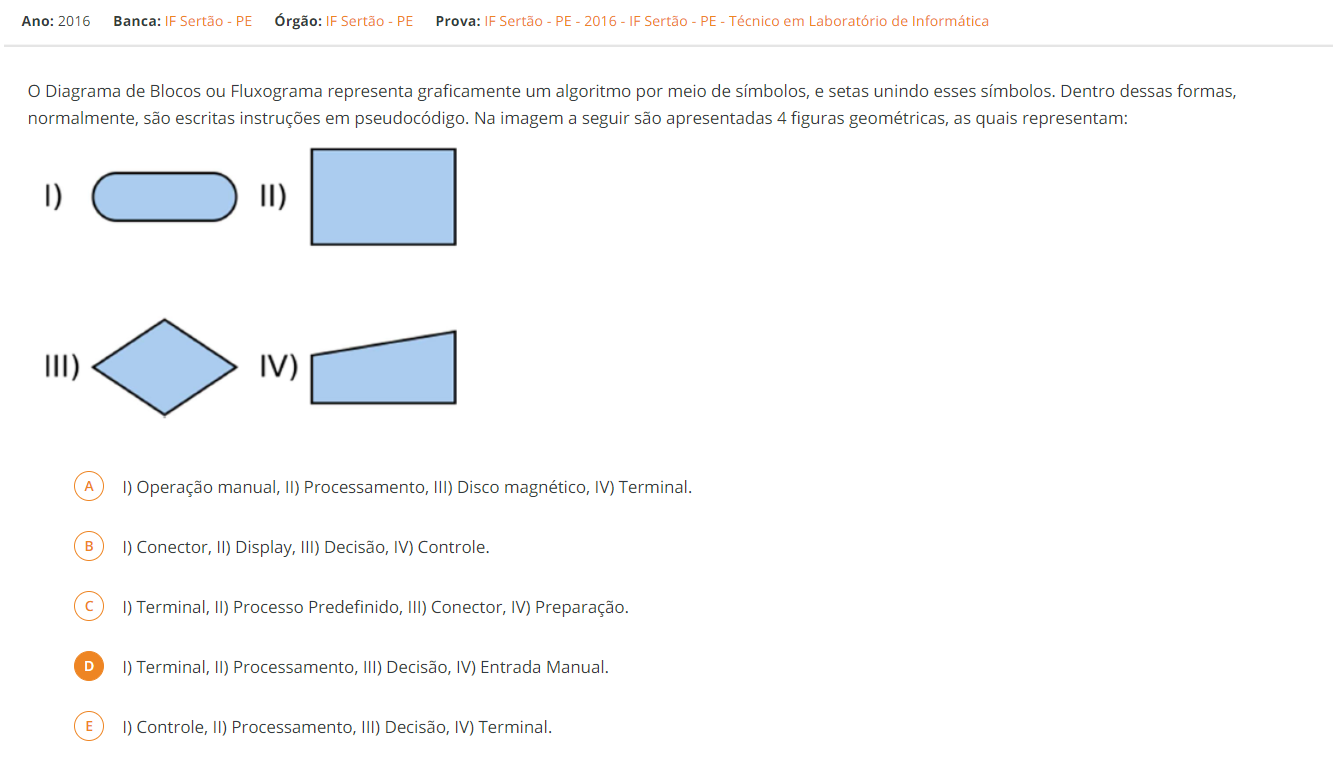 Ano: 2016 Banca: IF Sertão - PE Órgão: IF Sertão - PE Prova: IF Sertão - PE - 2016 - IF Sertão - PE - Técnico em Laboratório de Informática
O Diagrama de Blocos ou Fluxograma representa graficamente um algoritmo por meio de símbolos, e setas unindo esses símbolos. Dentro dessas formas,
normalmente, são escritas instruções em pseudocódigo. Na imagem a seguir são apresentadas 4 figuras geométricas, as quais representam:
I) II)
III) IV)
A I) Operação manual, II) Processamento, III) Disco magnético, IV) Terminal.
B I) Conector, II) Display, III) Decisão, IV) Controle.
C I) Terminal, II) Processo Predefinido, III) Conector, IV) Preparação.
D I) Terminal, II) Processamento, III) Decisão, IV) Entrada Manual.
E I) Controle, II) Processamento, III) Decisão, IV) Terminal.